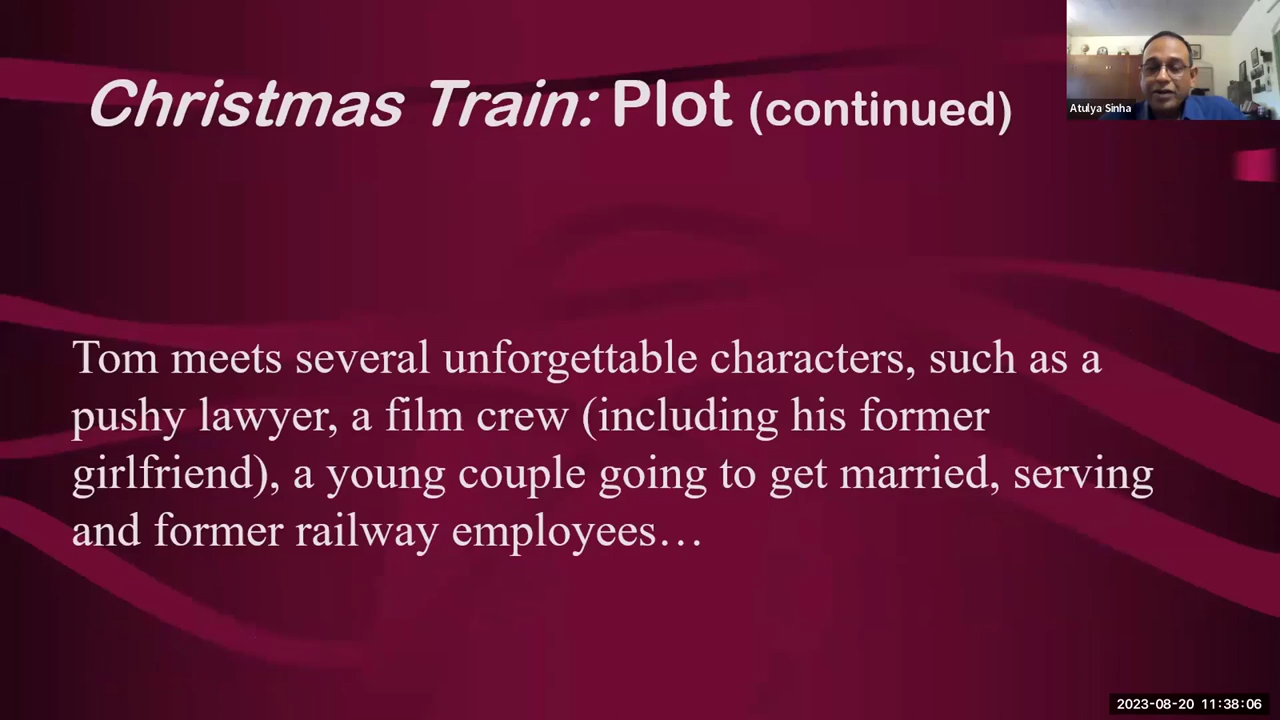 Christmas Train: Plot (continued)
Atulya Sinha
Tom meets several unforgettable characters, such as a
pushy lawyer, a film crew (including his former
girlfriend), a young couple going to get married, serving
and former railway employees…
2023-08-20 11:38:06